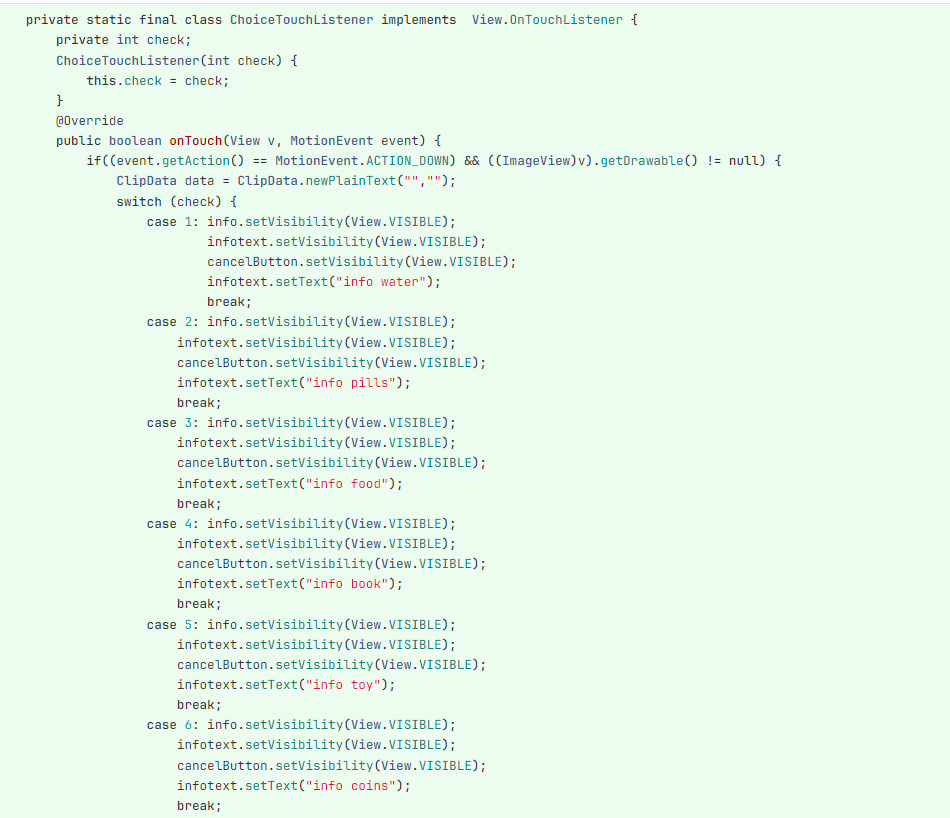 private static final class ChoiceTouchListener implements  View.OnTouchListener {
    private int check;
    ChoiceTouchListener(int check) {
        this.check = check;
    }
    @Override
    public boolean onTouch(View v, MotionEvent event) {
        if((event.getAction() == MotionEvent.ACTION_DOWN) && ((ImageView)v).getDrawable() != null) {
            ClipData data = ClipData.newPlainText("","");
            switch (check) {
                case 1: info.setVisibility(View.VISIBLE);
                        infotext.setVisibility(View.VISIBLE);
                        cancelButton.setVisibility(View.VISIBLE);
                        infotext.setText("info water");
                        break;
                case 2: info.setVisibility(View.VISIBLE);
                    infotext.setVisibility(View.VISIBLE);
                    cancelButton.setVisibility(View.VISIBLE);
                    infotext.setText("info pills");
                    break;
                case 3: info.setVisibility(View.VISIBLE);
                    infotext.setVisibility(View.VISIBLE);
                    cancelButton.setVisibility(View.VISIBLE);
                    infotext.setText("info food");
                    break;
                case 4: info.setVisibility(View.VISIBLE);
                    infotext.setVisibility(View.VISIBLE);
                    cancelButton.setVisibility(View.VISIBLE);
                    infotext.setText("info book");
                    break;
                case 5: info.setVisibility(View.VISIBLE);
                    infotext.setVisibility(View.VISIBLE);
                    cancelButton.setVisibility(View.VISIBLE);
                    infotext.setText("info toy");
                    break;
                case 6: info.setVisibility(View.VISIBLE);
                    infotext.setVisibility(View.VISIBLE);
                    cancelButton.setVisibility(View.VISIBLE);
                    infotext.setText("info coins");
                    break;